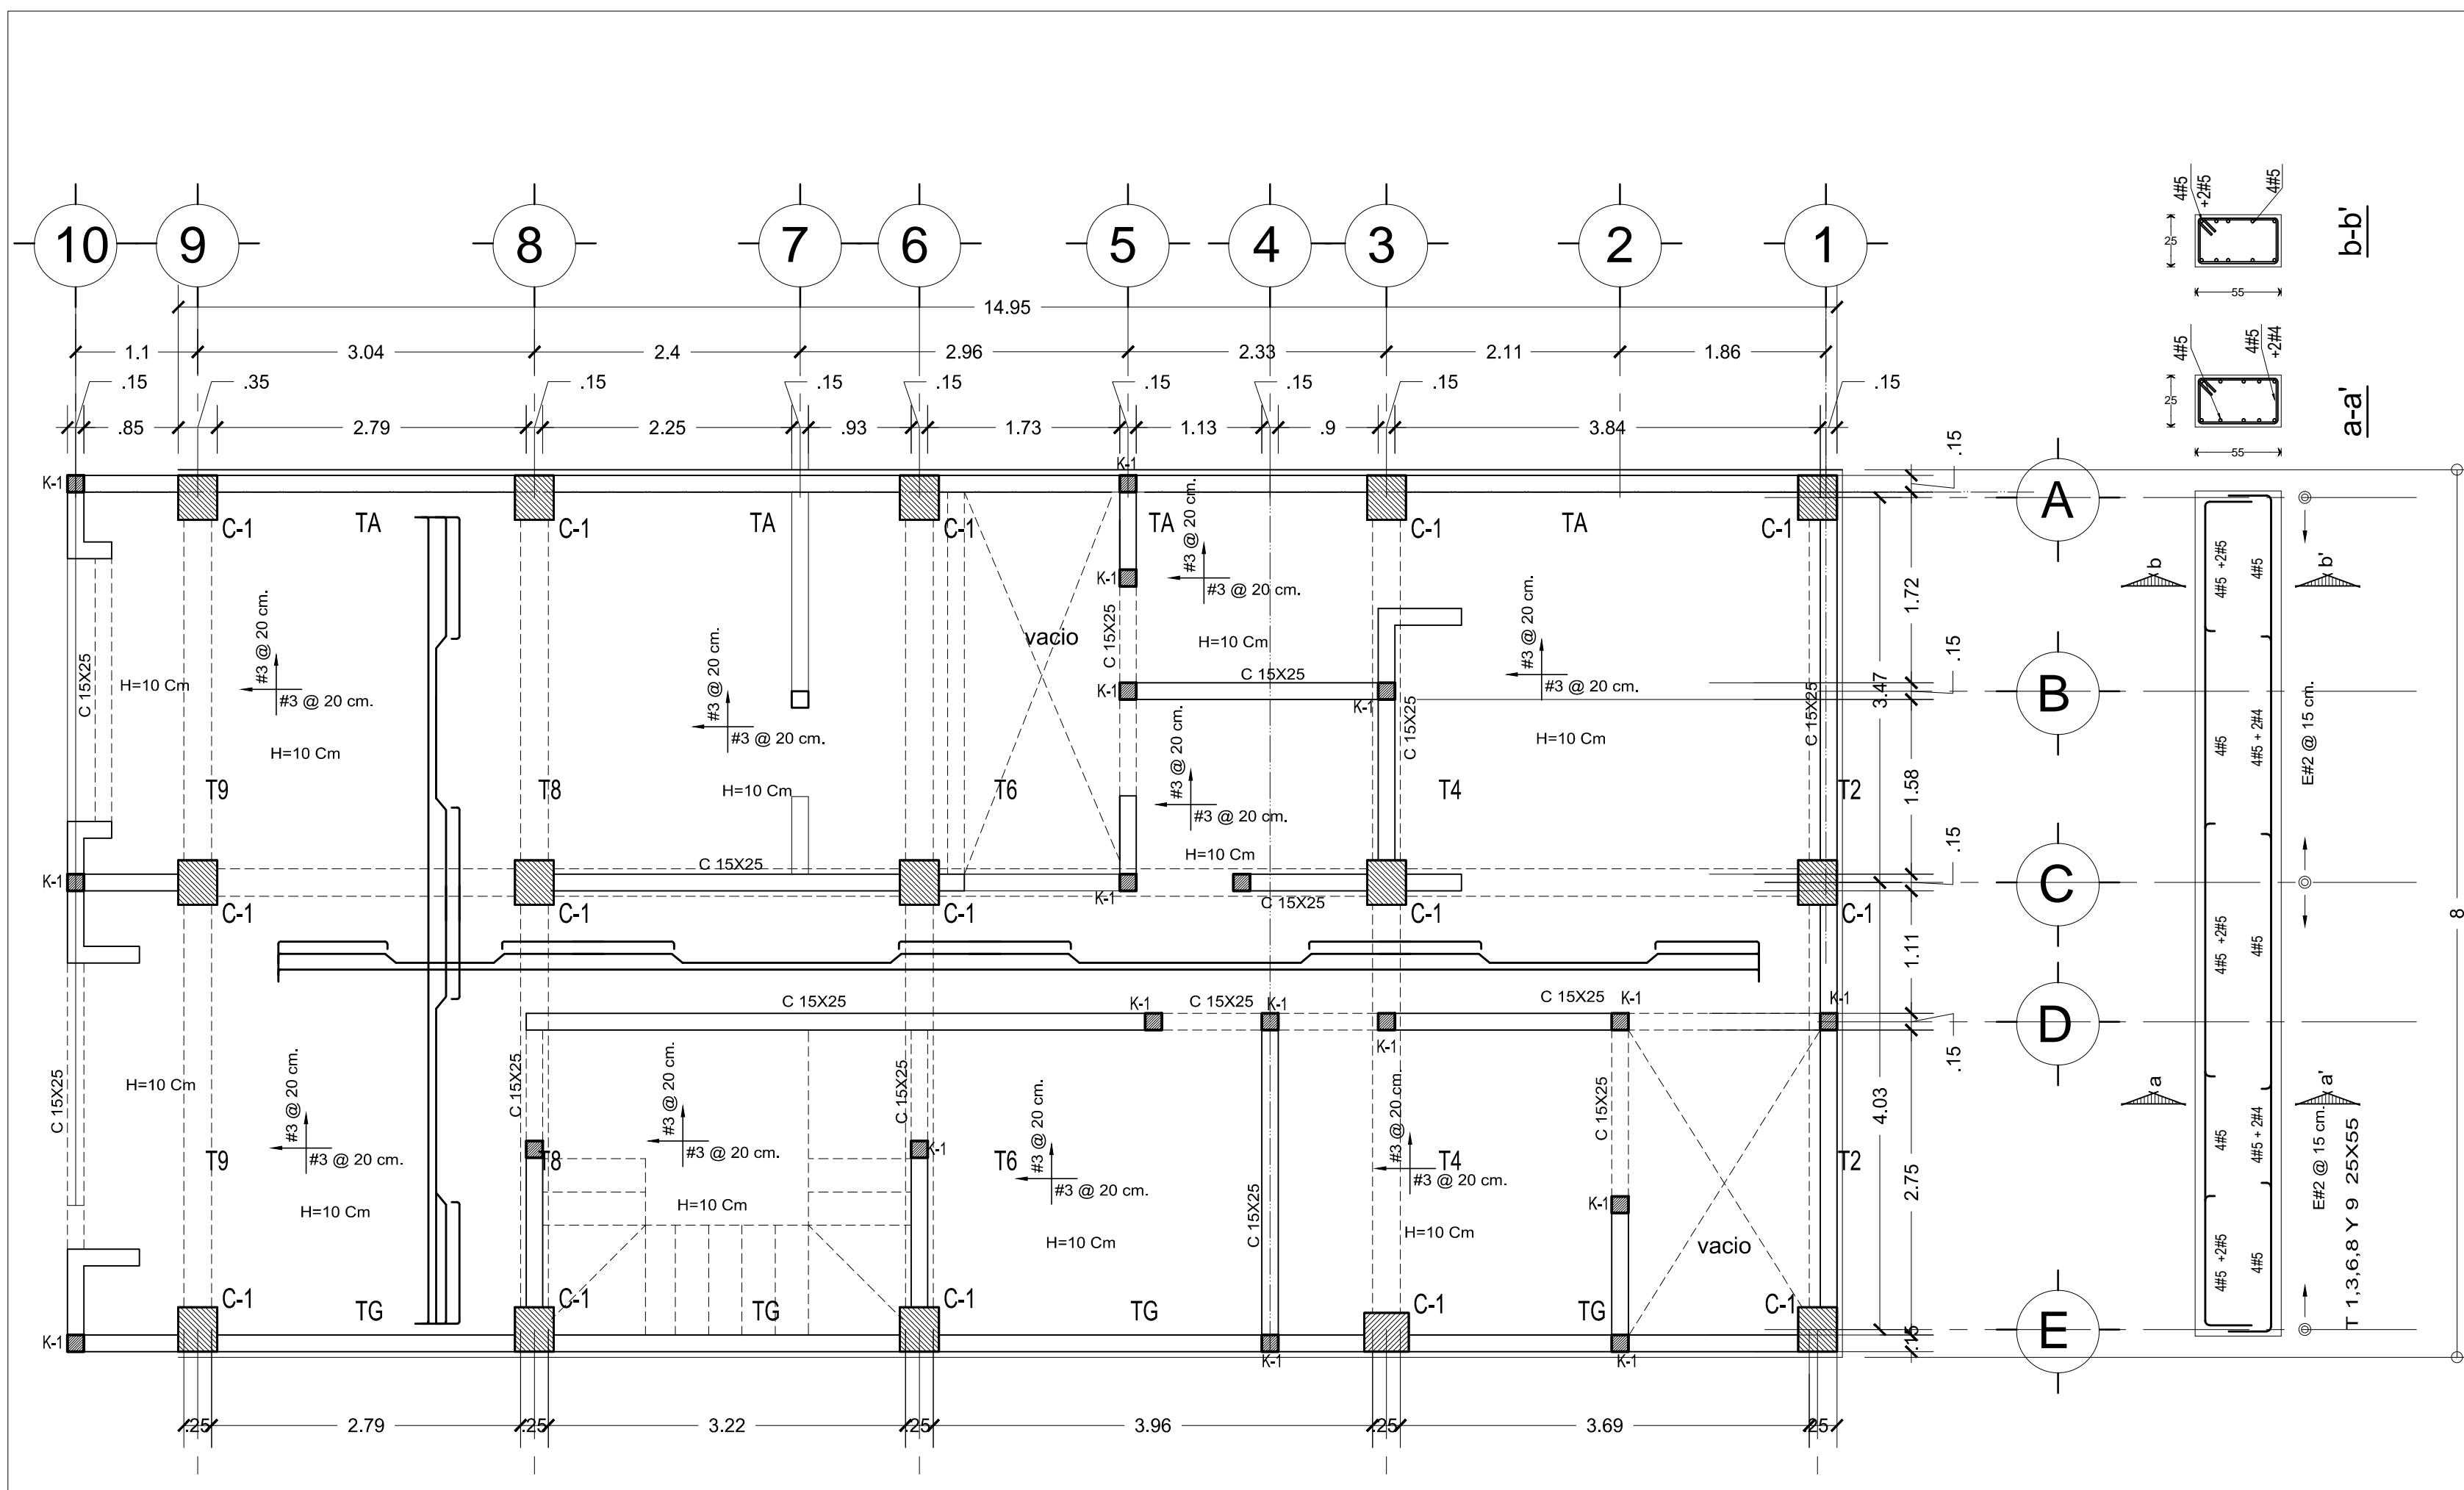 10 9 8 7 6 5 4 3 2 1
14.95
1.1 3.04 2.4 2.96 2.33 2.11 1.86
.15 .35 .15 .15 .15 .15 .15 .15 .15
.85 2.79 2.25 .93 1.73 1.13 .9 3.84
4#5
+2#5
4#5
25
55
b-b'
4#5
4#5
+2#4
25
55
a-a'
K-1
K-1
C-1 TA C-1 TA C-1 TA C-1 TA C-1
#3 @ 20 cm.
#3 @ 20 cm.
K-1
C 15X25
vacio
H=10 Cm
C 15X25
K-1
K-1
C 15X25
H=10 Cm
#3 @ 20 cm.
#3 @ 20 cm.
H=10 Cm
#3 @ 20 cm.
#3 @ 20 cm.
H=10 Cm
#3 @ 20 cm.
#3 @ 20 cm.
H=10 Cm
#3 @ 20 cm.
#3 @ 20 cm.
H=10 Cm
C 15X25
C 15X25
T9 T8 T6 T4 T2
K-1
C 15X25
K-1
C 15X25
C-1 C-1 C-1 C-1 C-1
C 15X25
K-1
C 15X25
K-1
C 15X25
K-1
K-1
K-1
C 15X25
H=10 Cm
#3 @ 20 cm.
#3 @ 20 cm.
H=10 Cm
C 15X25
#3 @ 20 cm.
#3 @ 20 cm.
H=10 Cm
C 15X25
K-1
#3 @ 20 cm.
#3 @ 20 cm.
H=10 Cm
C 15X25
#3 @ 20 cm.
#3 @ 20 cm.
H=10 Cm
C 15X25
K-1
vacio
T9 T8 T6 T4 T2
C-1 TG C-1 TG C-1 TG C-1 TG C-1
K-1
K-1
K-1
.25 2.79 .25 3.22 .25 3.96 .25 3.69 .25
.15
1.72
.15
3.47
1.58
.15
1.11
.15
4.03
2.75
.15
A
B
C
D
E
b b'
a a'
4#5 +2#5
4#5
4#5
4#5 + 2#4
4#5 +2#5
4#5
4#5
4#5 + 2#4
4#5 +2#5
4#5
E#2 @ 15 cm.
E#2 @ 15 cm.
T 1,3,6,8 Y 9 25X55
8